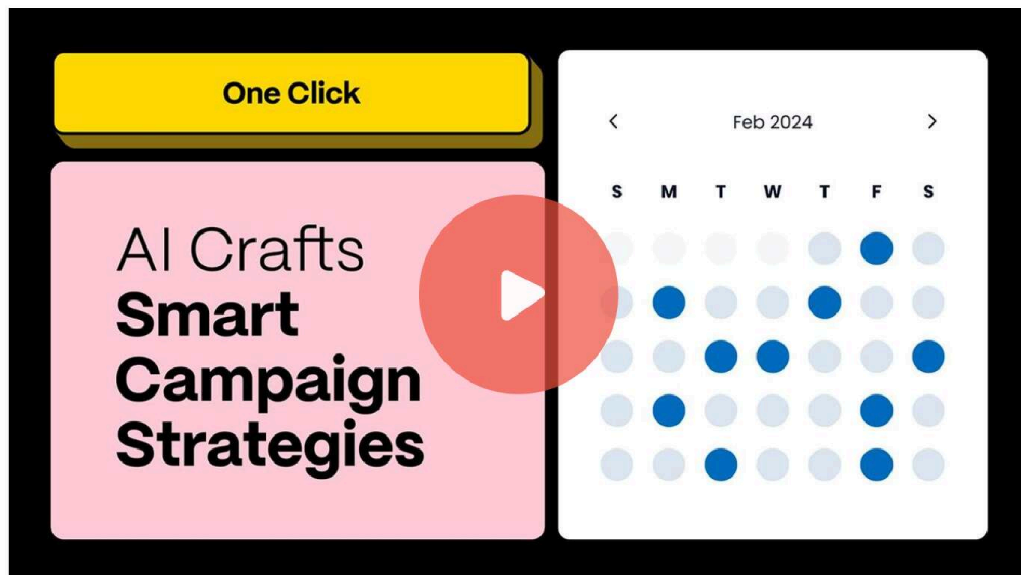 One Click
AI Crafts
Smart
Campaign
Strategies
Feb 2024
S M T W T F S